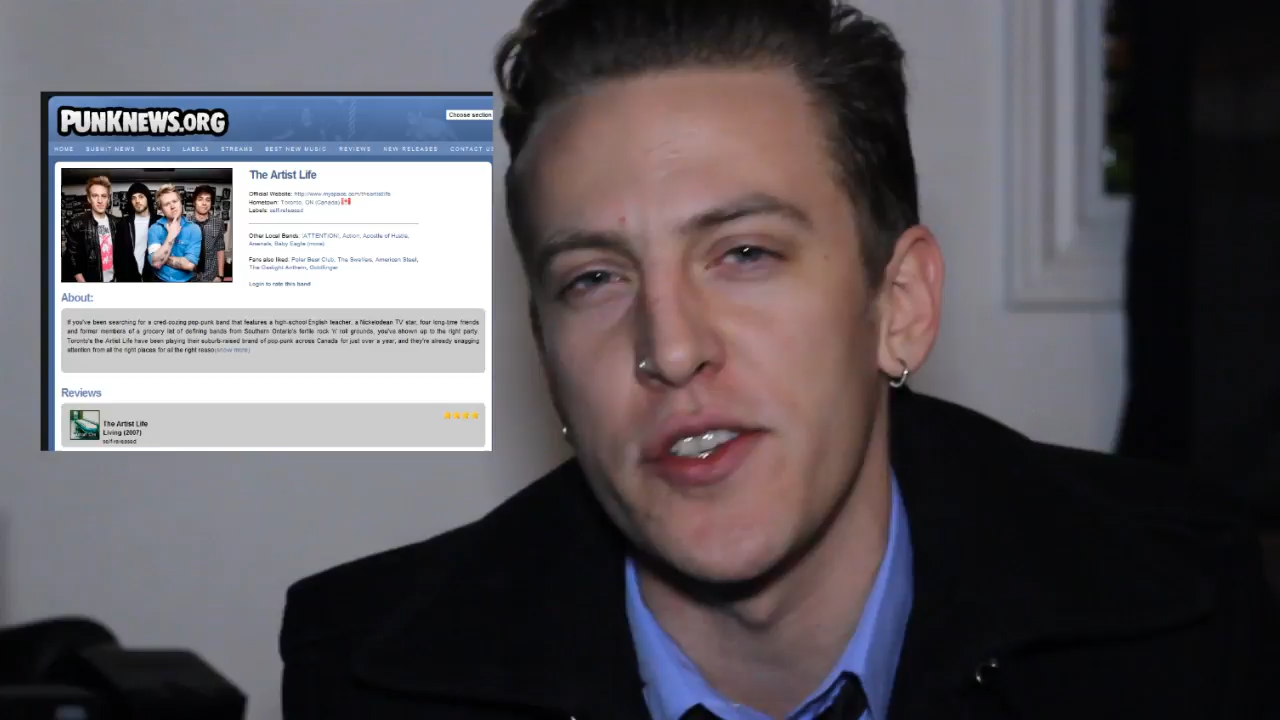 PUNKNEWS.ORG
Choose section
HOME SUBMIT NEWS BANDS LABELS STREAMS BEST NEW MUSIC REVIEWS NEW RELEASES CONTACT US
The Artist Life
Official Website: http://www.myspace.com/theartistlife
Hometown: Toronto, ON (Canada)
Labels: self-released
Other Local Bands: 'ATTENTION', Action, Apostle of Hustle,
Arsenals, Baby Eagle (more)
Fans also liked: Polar Bear Club, The Swellers, American Steel,
The Gaslight Anthem, Goldfinger
Login to rate this band
About:
If you've been searching for a cred-oozing pop-punk band that features a high-school English teacher, a Nickelodean TV star, four long-time friends
and former members of a grocery list of defining bands from Southern Ontario's fertile rock 'n' roll grounds, you've shown up to the right party.
Toronto's the Artist Life have been playing their suburb-raised brand of pop-punk across Canada for just over a year, and they're already snagging
attention from all the right places for all the right reaso(show more)
Reviews
The Artist Life
Living (2007)
self-released